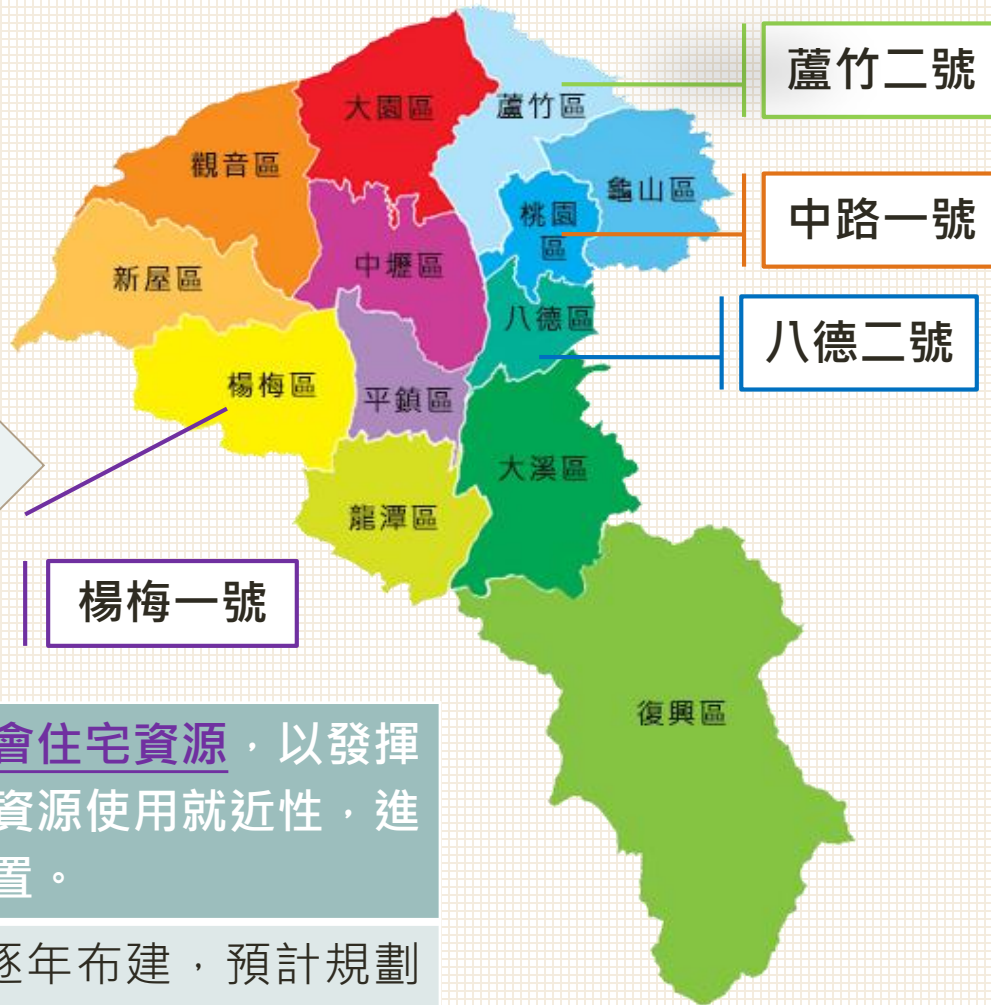 蘆竹二號
大園區
蘆竹區
觀音區
龜山區
桃園
區
中路一號
中壢區
新屋區
八德區
八德二號
楊梅區
平鎮區
大溪區
龍潭區
楊梅一號
復興區
會住宅資源，以發揮
資源使用就近性，進
置。
逐年布建，預計規劃